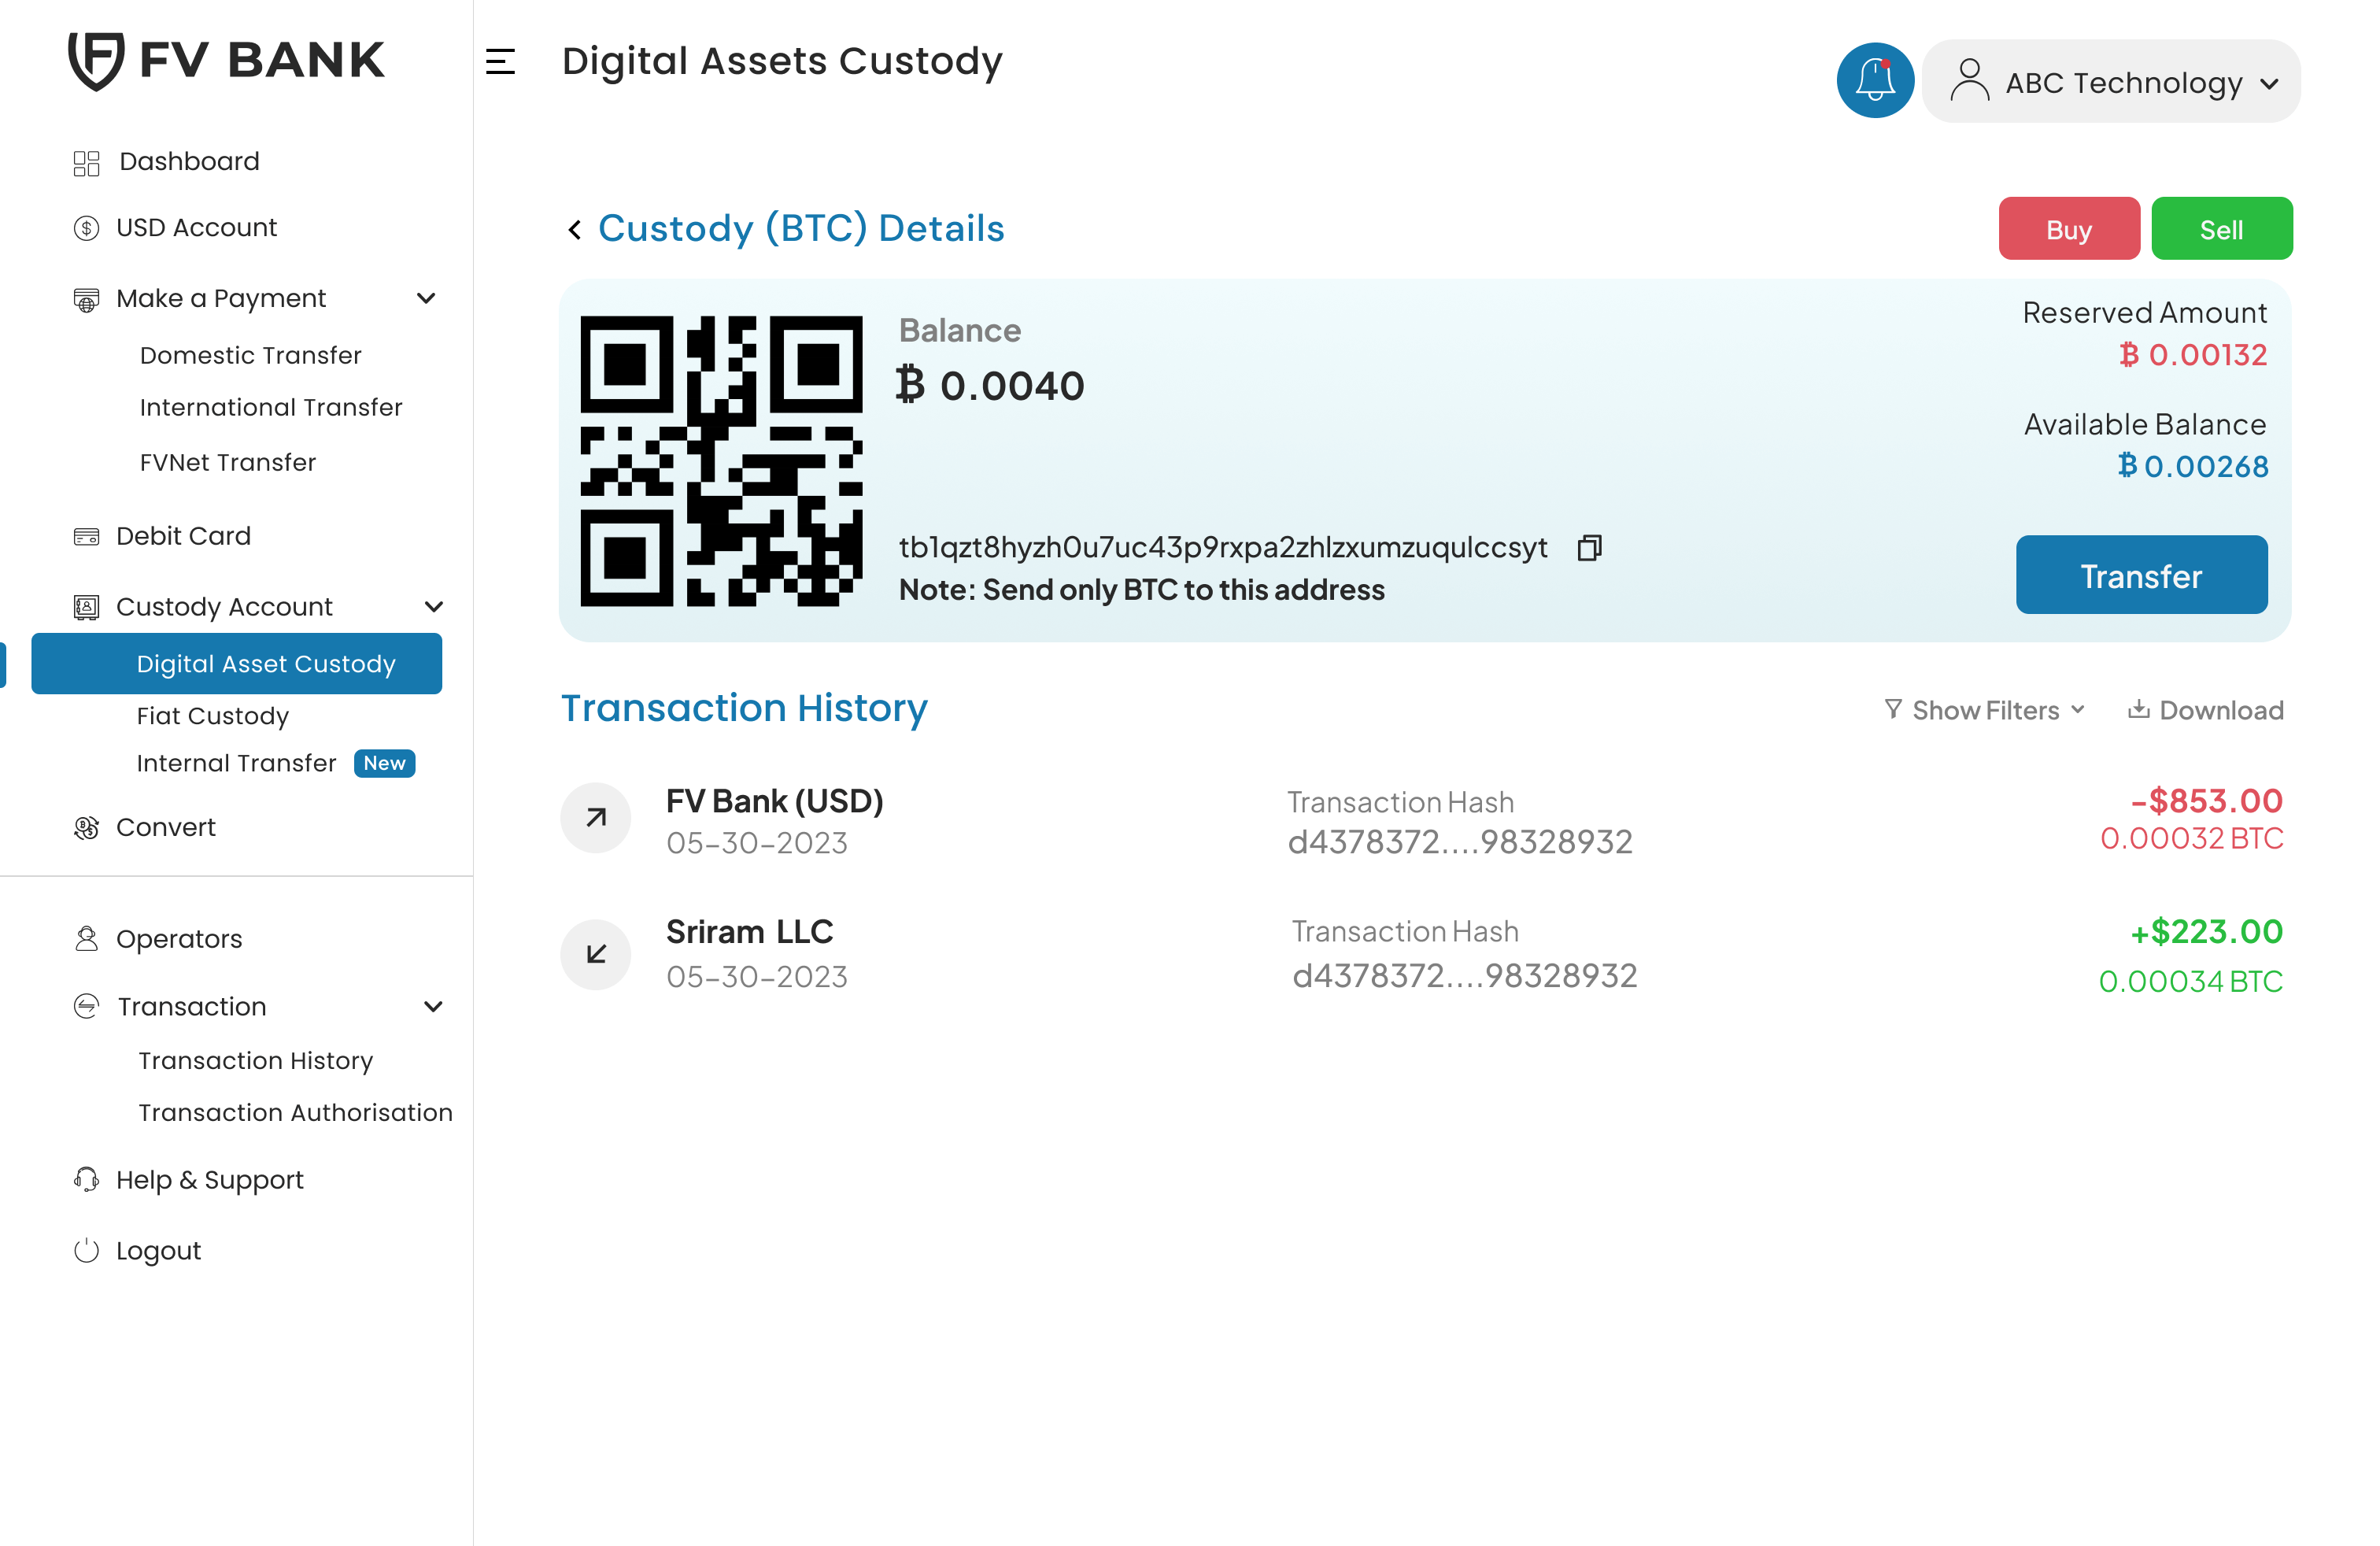 FV BANK
Dashboard
USD Account
Make a Payment
Domestic Transfer
International Transfer
FVNet Transfer
Debit Card
Custody Account
Digital Asset Custody
Fiat Custody
Internal Transfer New
Convert
Operators
Transaction
Transaction History
Transaction Authorisation
Help & Support
Logout
Digital Assets Custody
ABC Technology
Custody (BTC) Details
Buy
Sell
Balance
₿ 0.0040
tb1qzt8hyzh0u7uc43p9rxpa2zhlzxumzuqulccsyt
Note: Send only BTC to this address
Reserved Amount
₿ 0.00132
Available Balance
₿ 0.00268
Transfer
Transaction History
Show Filters
Download
FV Bank (USD)
05-30-2023
Transaction Hash
d4378372....98328932
-$853.00
0.00032 BTC
Sriram LLC
05-30-2023
Transaction Hash
d4378372....98328932
+$223.00
0.00034 BTC